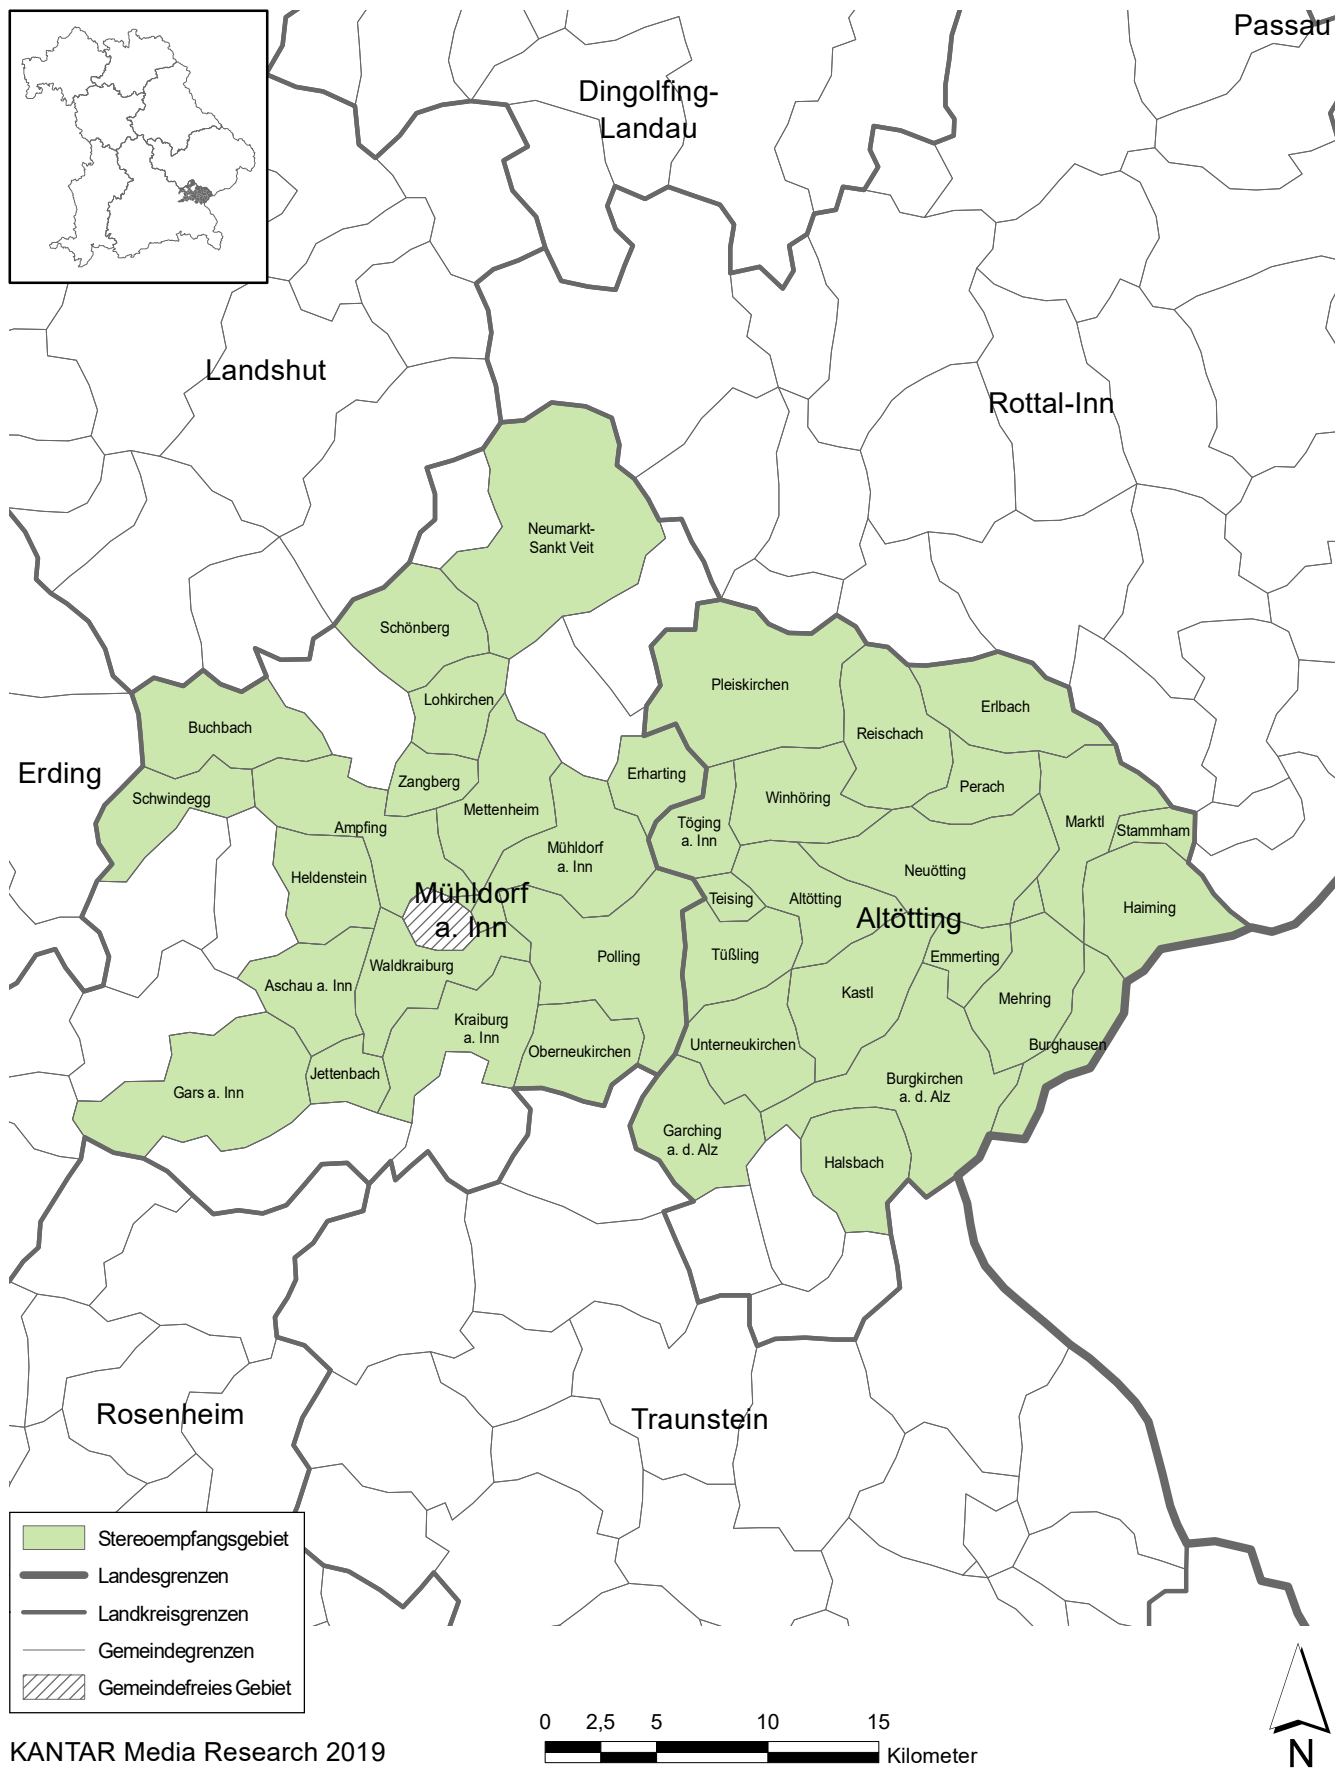 Passau
Dingolfing-
Landau
Landshut
Rottal-Inn
Neumarkt-
Sankt Veit
Schönberg
Pleiskirchen
Lohkirchen
Erlbach
Buchbach
Reischach
Erding
Zangberg
Erharting
Perach
Schwindegg
Winhöring
Mettenheim
Ampfing
Töging
a. Inn
Marktl
Stammham
Mühldorf
a. Inn
Heldenstein
Neuötting
Mühldorf
a. Inn
Teising
Altötting
Haiming
Altötting
Waldkraiburg
Polling
Tüßling
Emmerting
Aschau a. Inn
Kastl
Mehring
Kraiburg
a. Inn
Oberneukirchen
Unterneukirchen
Burghausen
Jettenbach
Gars a. Inn
Burgkirchen
a. d. Alz
Garching
a. d. Alz
Halsbach
Rosenheim
Traunstein
Stereoempfangsgebiet
Landesgrenzen
Landkreisgrenzen
Gemeindegrenzen
Gemeindefreies Gebiet
0 2,5 5 10 15
Kilometer
KANTAR Media Research 2019
N